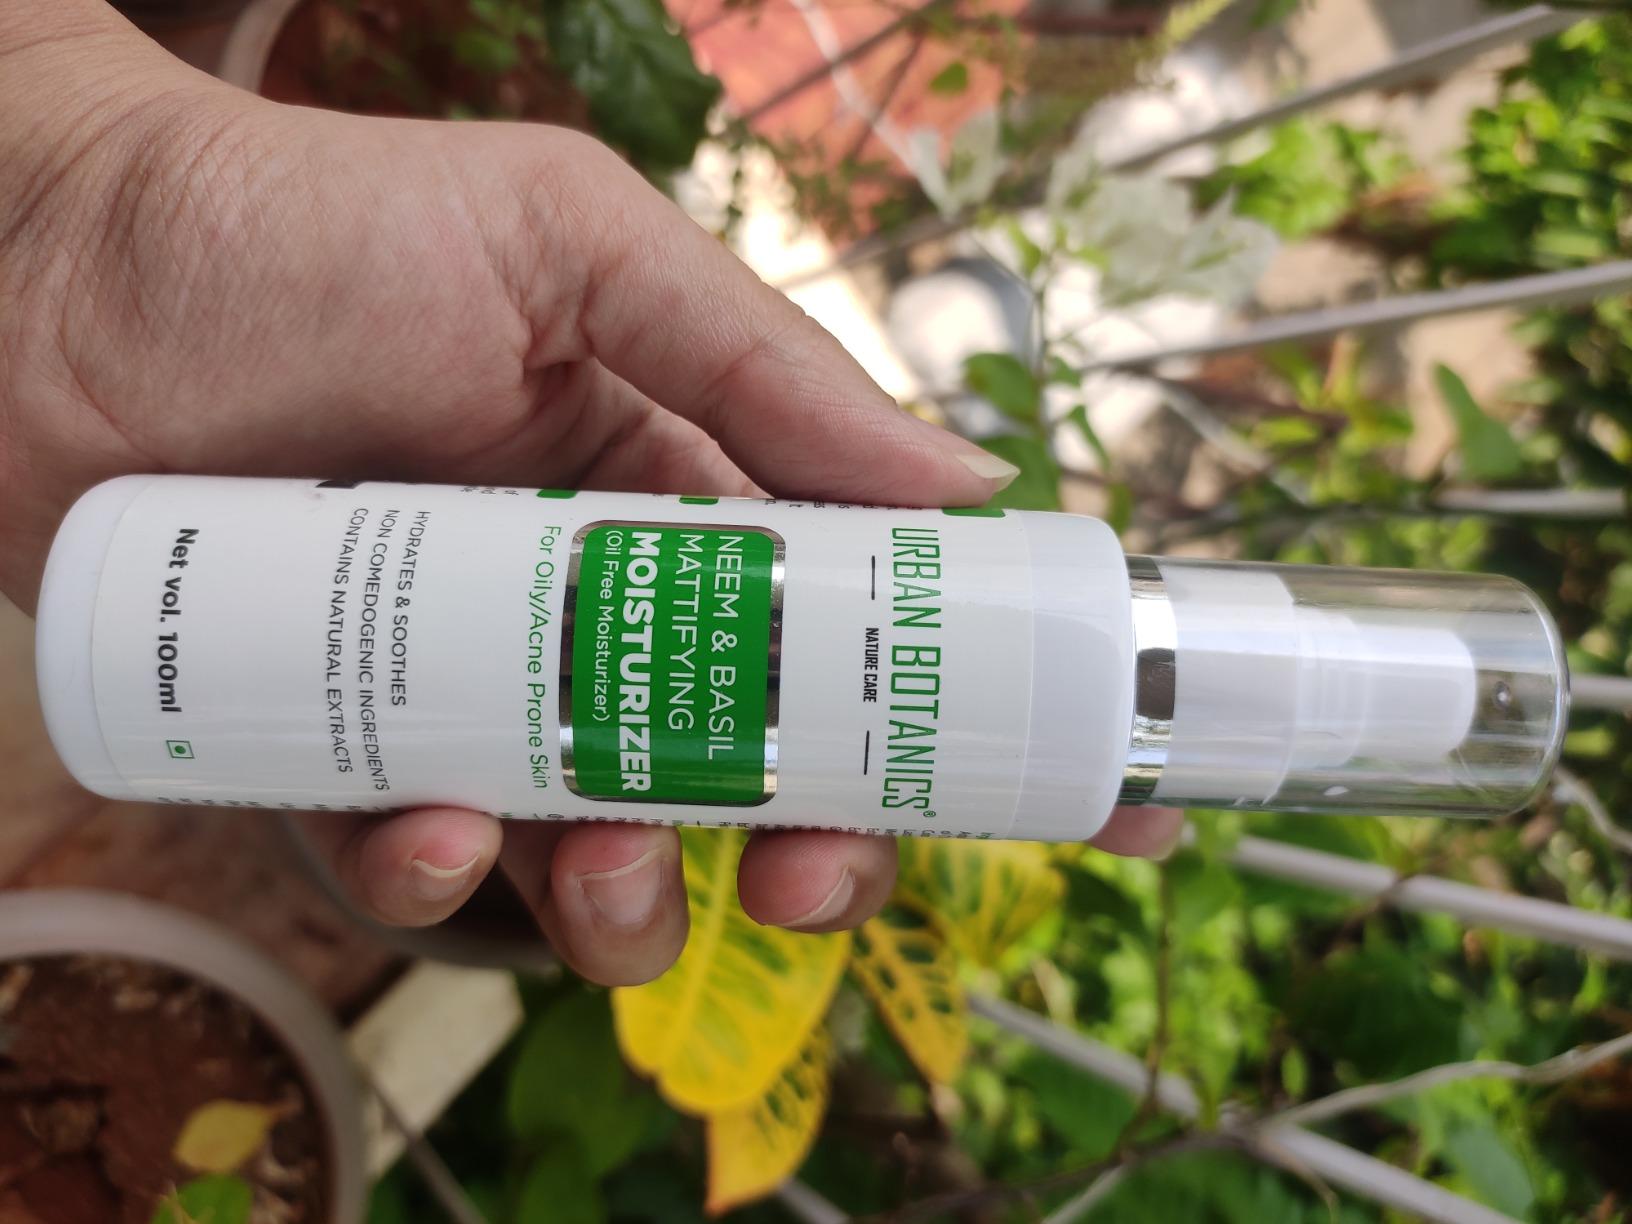 URBAN BOTANICS®
NATURE CARE
NEEM & BASIL
MATTIFYING
MOISTURIZER
(Oil Free Moisturizer)
For Oily/Acne Prone Skin
HYDRATES & SOOTHES
NON COMEDOGENIC INGREDIENTS
CONTAINS NATURAL EXTRACTS
Net vol. 100ml